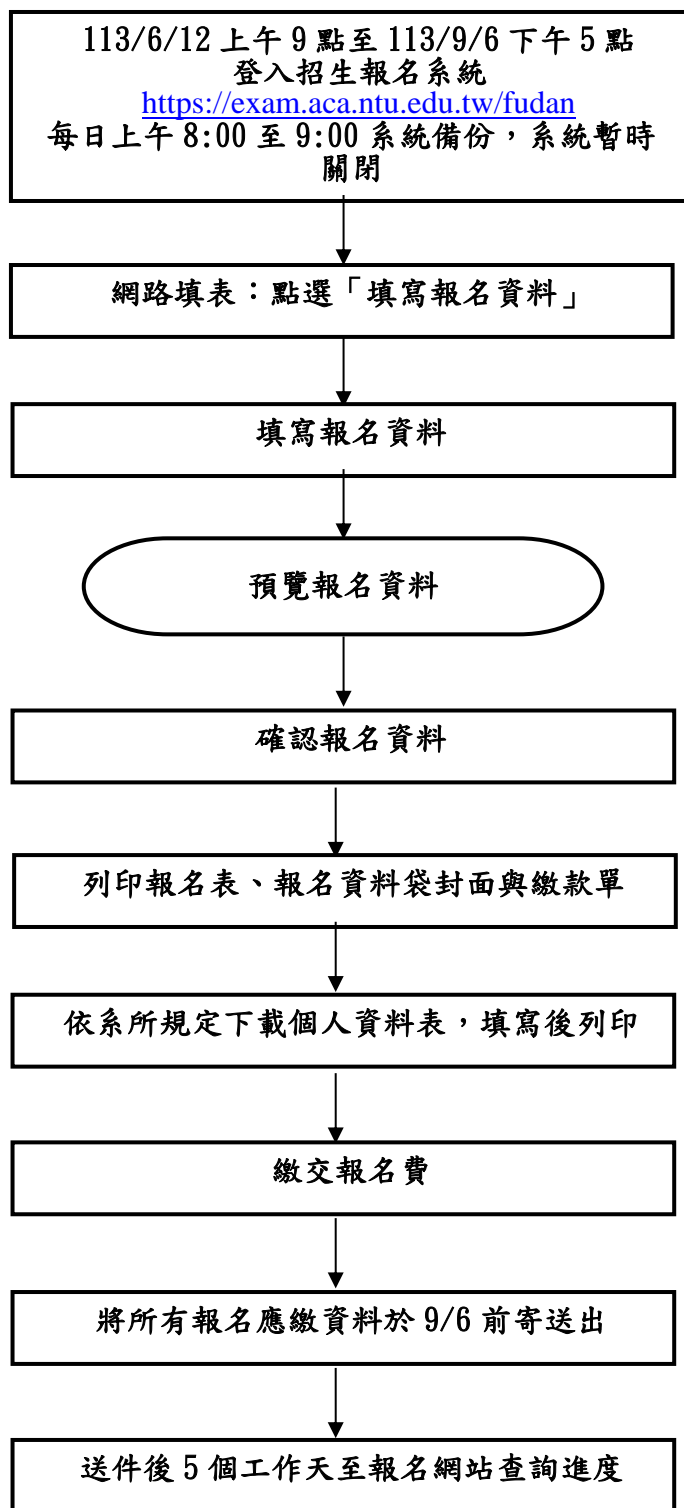 113/6/12 上午 9 點至 113/9/6 下午 5 點
登入招生報名系統
https://exam.aca.ntu.edu.tw/fudan
每日上午 8:00 至 9:00 系統備份，系統暫時
關閉
網路填表：點選「填寫報名資料」
填寫報名資料
預覽報名資料
確認報名資料
列印報名表、報名資料袋封面與繳款單
依系所規定下載個人資料表，填寫後列印
繳交報名費
將所有報名應繳資料於 9/6 前寄送出
送件後 5 個工作天至報名網站查詢進度